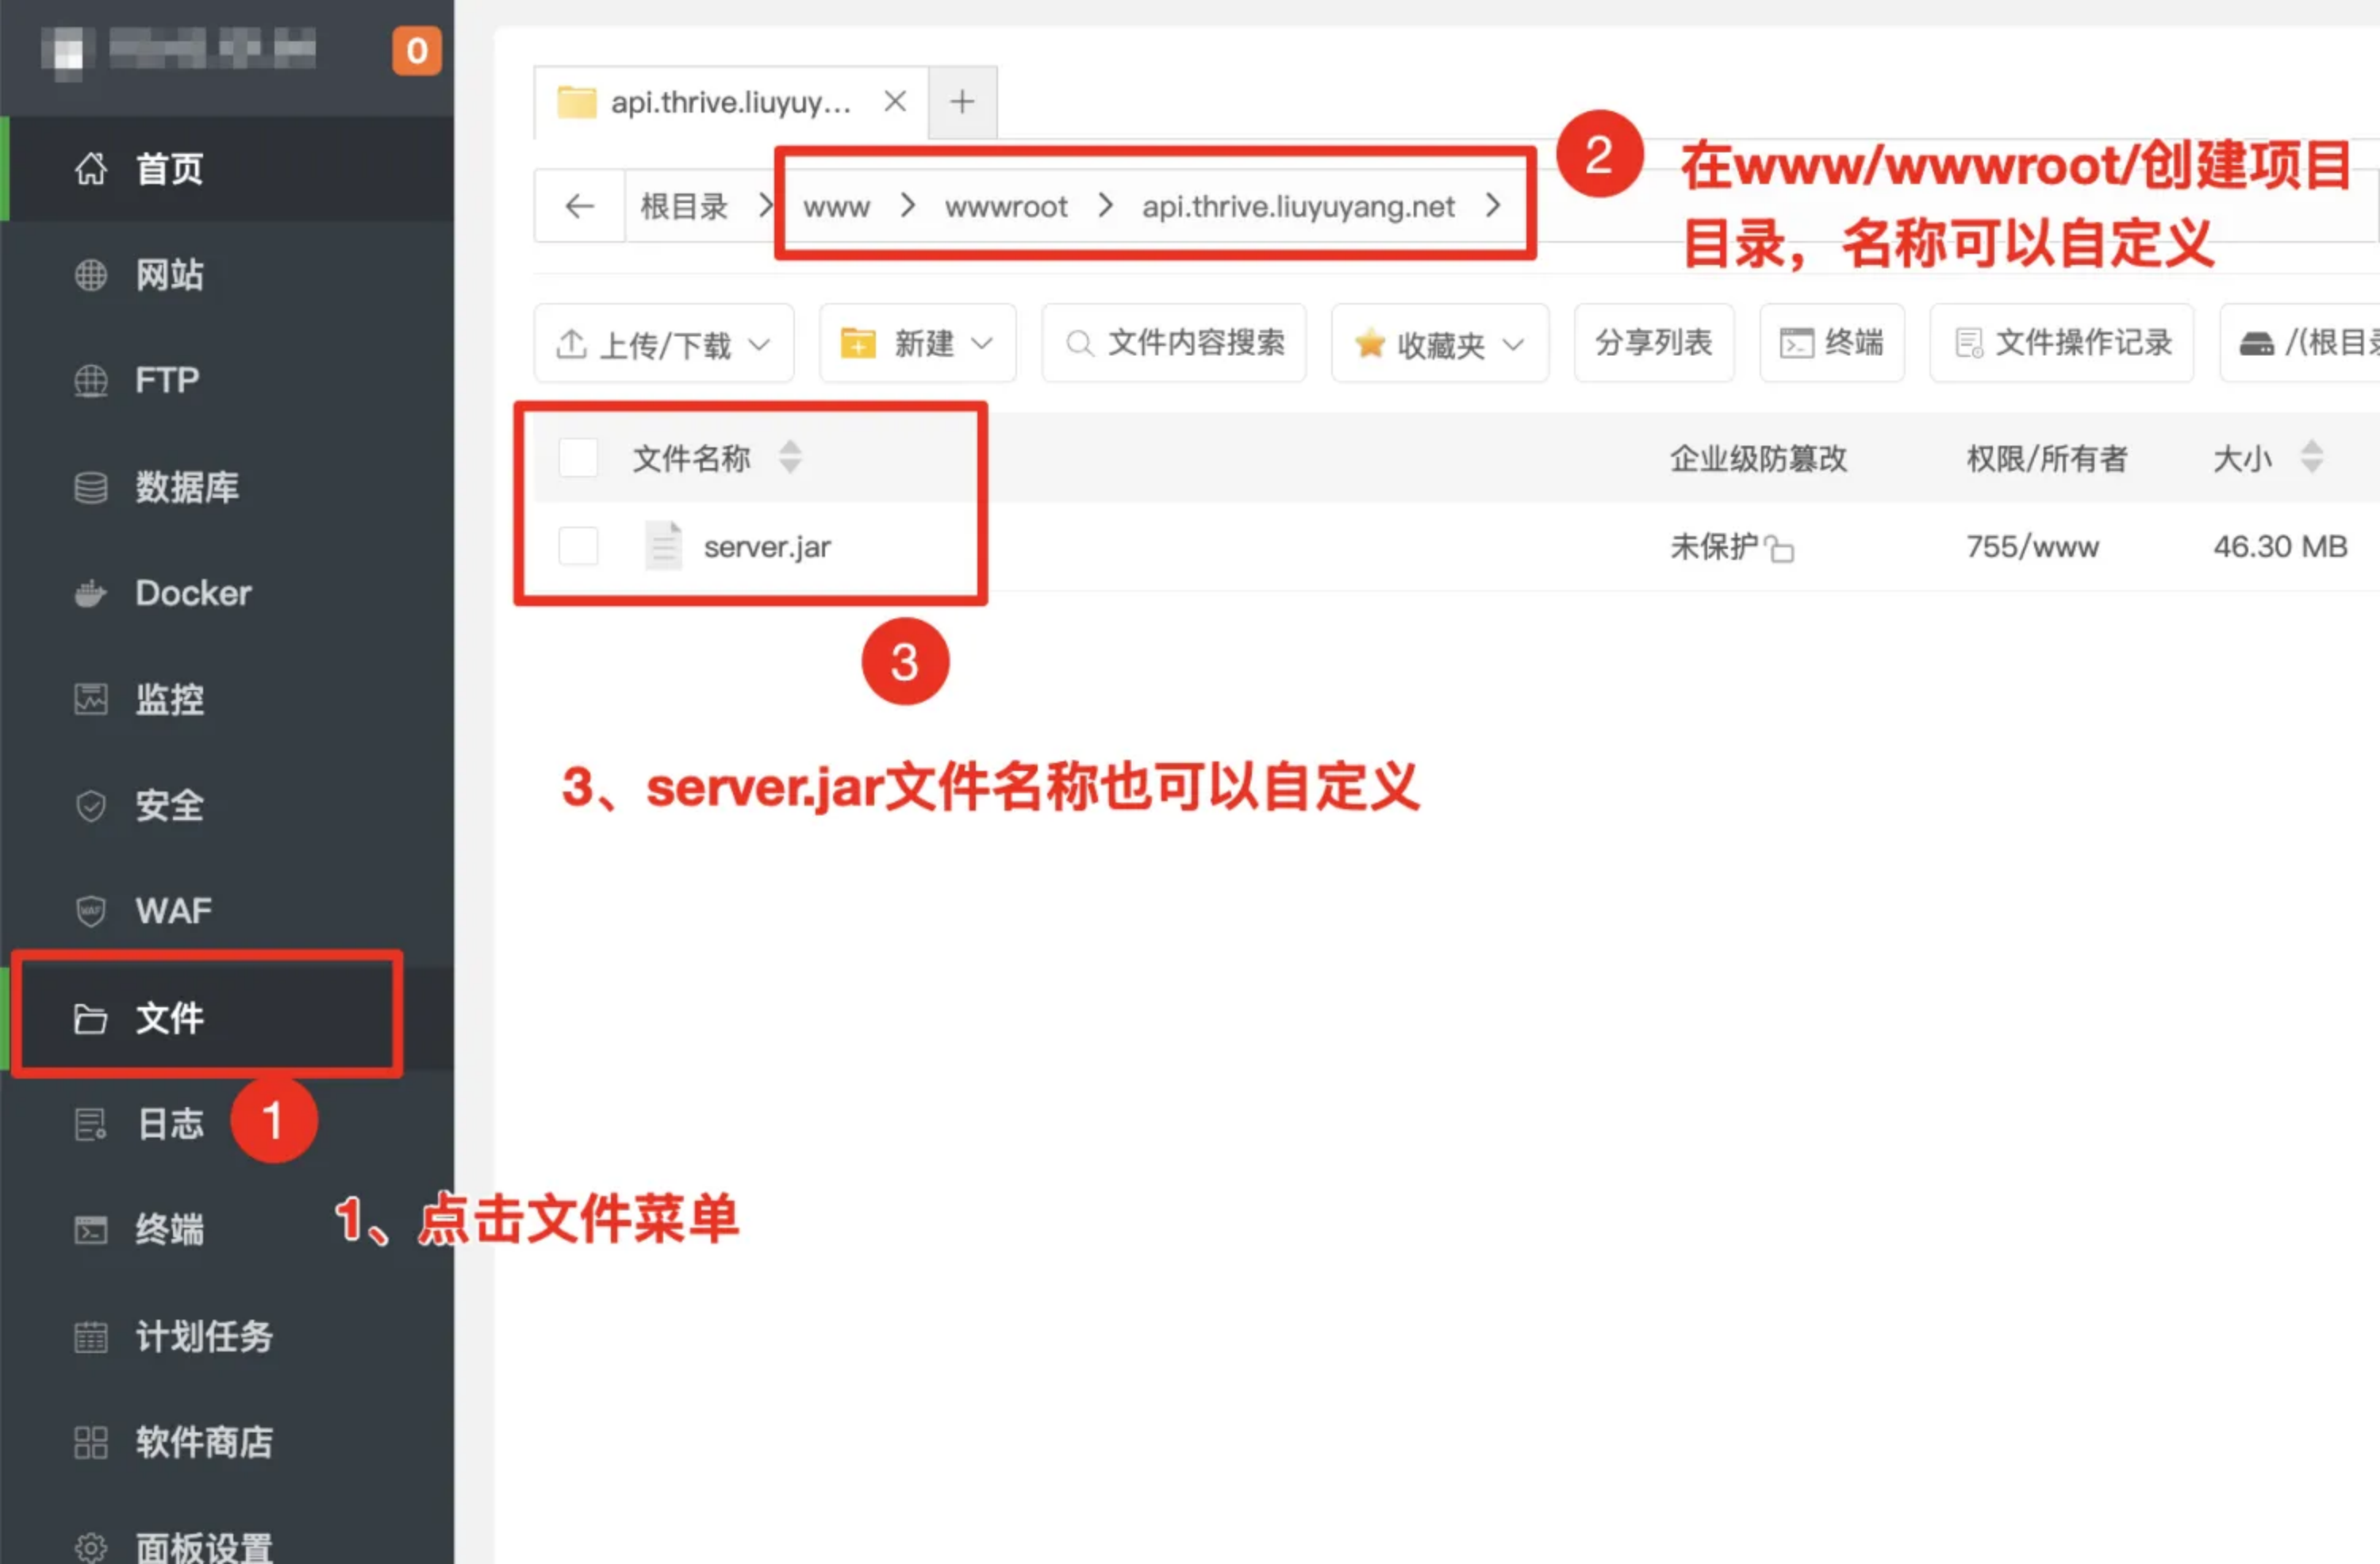 0
首页
网站
FTP
数据库
Docker
监控
安全
WAF
文件
日志
1
终端
计划任务
软件商店
面板设置
1、点击文件菜单
api.thrive.liuyuy...
根目录 > www > wwwroot > api.thrive.liuyuyang.net >
2
在www/wwwroot/创建项目
目录，名称可以自定义
上传/下载 新建 文件内容搜索 收藏夹 分享列表 终端 文件操作记录 /(根目录
文件名称 企业级防篡改 权限/所有者 大小
server.jar 未保护 755/www 46.30 MB
3
3、server.jar文件名称也可以自定义